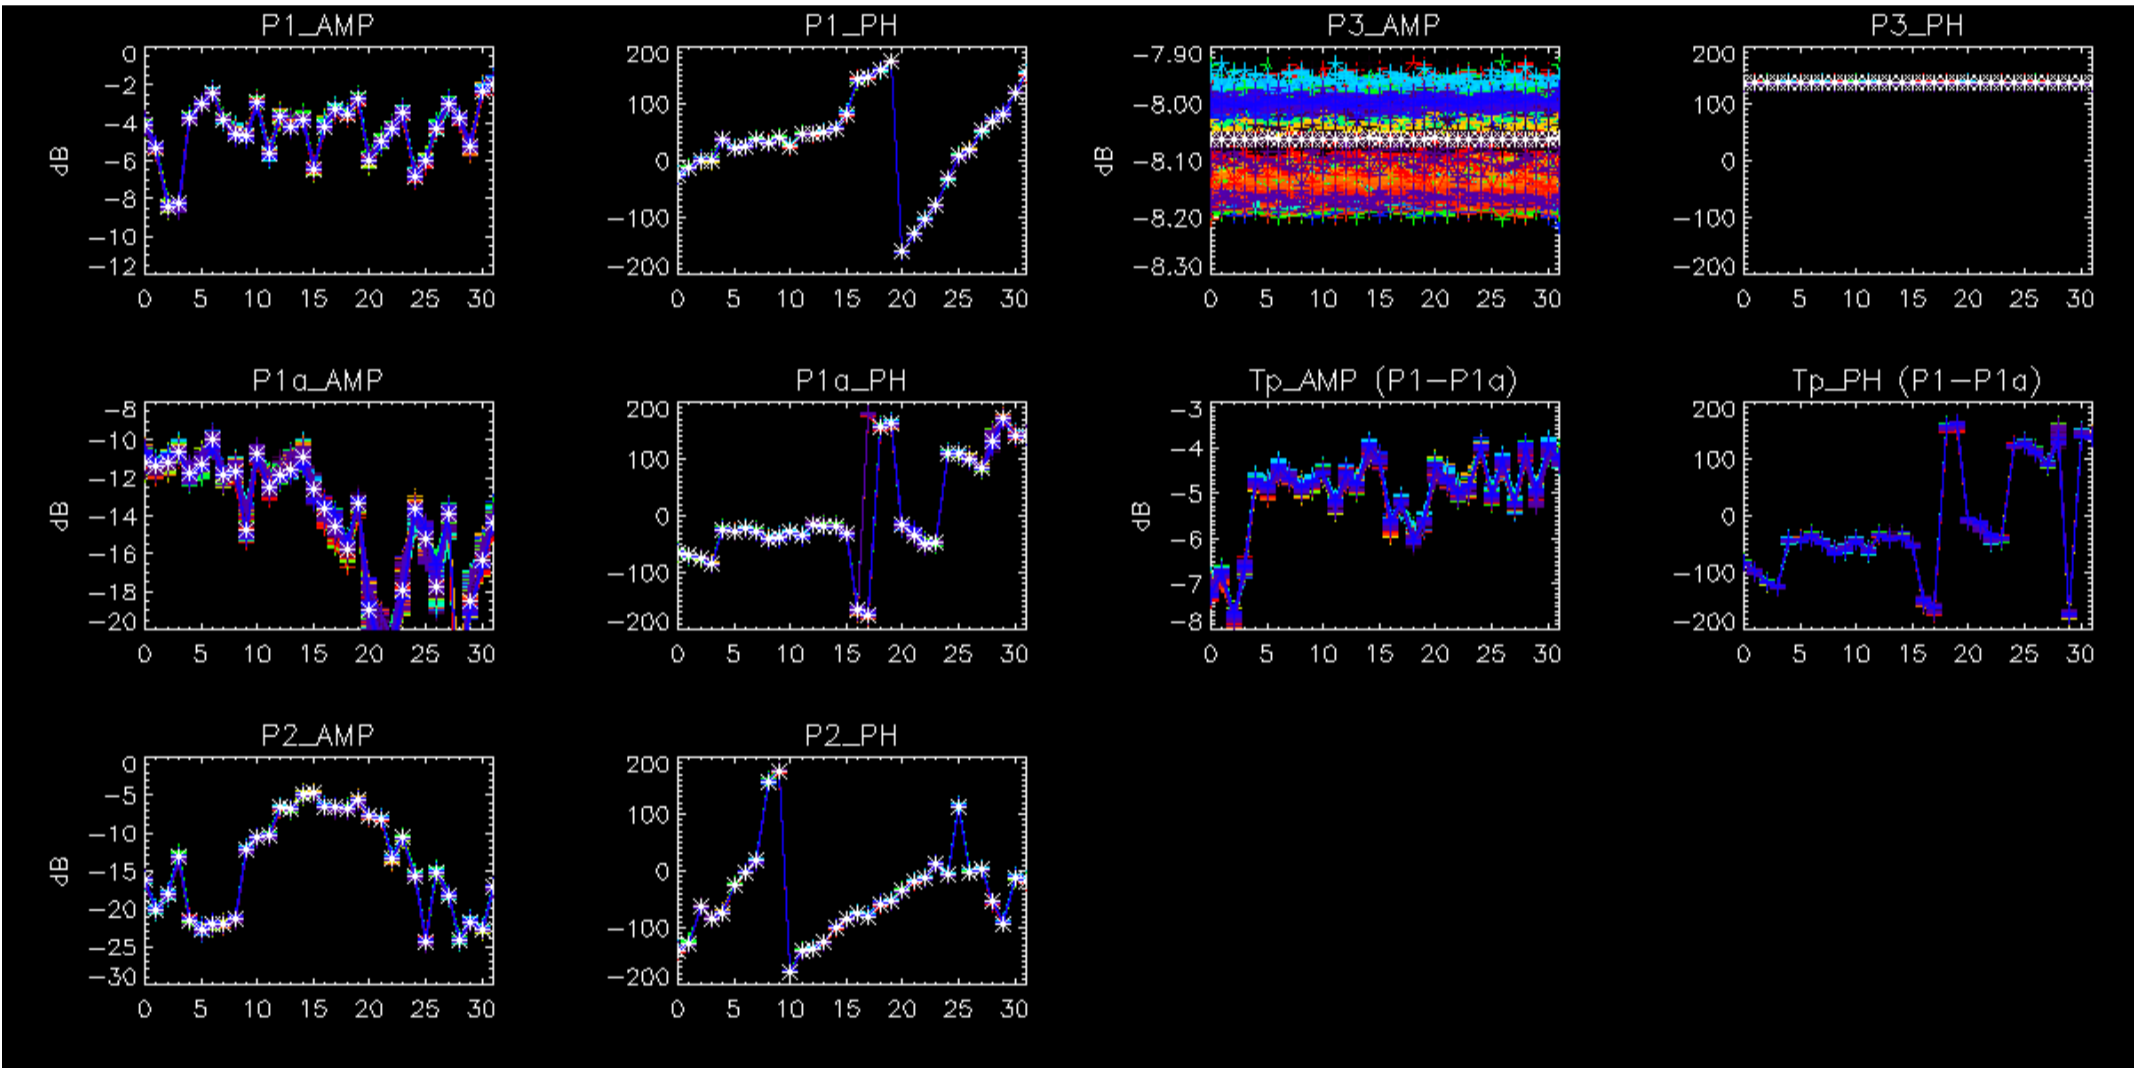 P1_AMP
0
−2
−4
−6
−8
−10
−12
dB
0 5 10 15 20 25 30
P1_PH
200
100
0
−100
−200
0 5 10 15 20 25 30
P3_AMP
−7.90
−8.00
−8.10
−8.20
−8.30
dB
0 5 10 15 20 25 30
P3_PH
200
100
0
−100
−200
0 5 10 15 20 25 30
P1a_AMP
−8
−10
−12
−14
−16
−18
−20
dB
0 5 10 15 20 25 30
P1a_PH
200
100
0
−100
−200
0 5 10 15 20 25 30
Tp_AMP (P1−P1a)
−3
−4
−5
−6
−7
−8
dB
0 5 10 15 20 25 30
Tp_PH (P1−P1a)
200
100
0
−100
−200
0 5 10 15 20 25 30
P2_AMP
0
−5
−10
−15
−20
−25
−30
dB
0 5 10 15 20 25 30
P2_PH
200
100
0
−100
−200
0 5 10 15 20 25 30